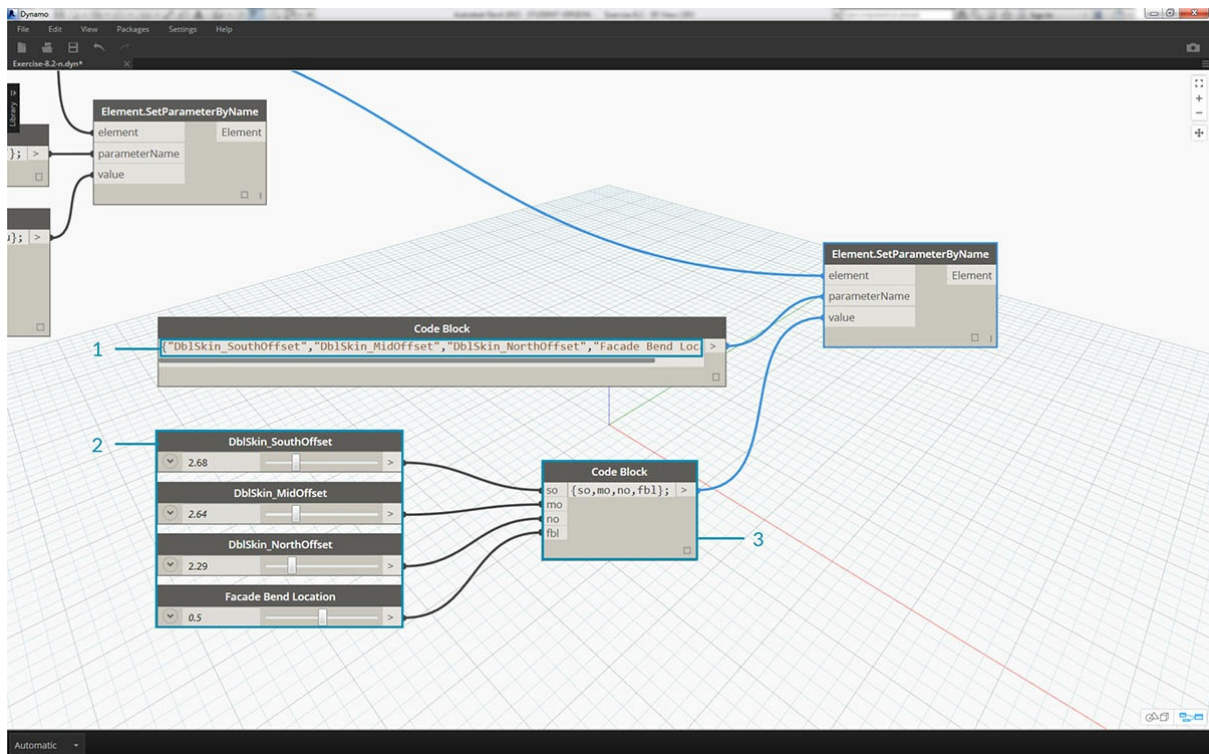 Dynamo
File Edit View Packages Settings Help
Exercise-8.2-n.dyn* ×
Library
Element.SetParameterByName
element Element
parameterName
value
}; >
}; >
Element.SetParameterByName
element Element
parameterName
value
Code Block
1 {"DblSkin_SouthOffset","DblSkin_MidOffset","DblSkin_NorthOffset","Facade Bend Loc >
2
DblSkin_SouthOffset
2.68 >
DblSkin_MidOffset
2.64 >
DblSkin_NorthOffset
2.29 >
Facade Bend Location
0.5 >
Code Block
so {so,mo,no,fbl}; >
mo
no
fbl
3
Automatic